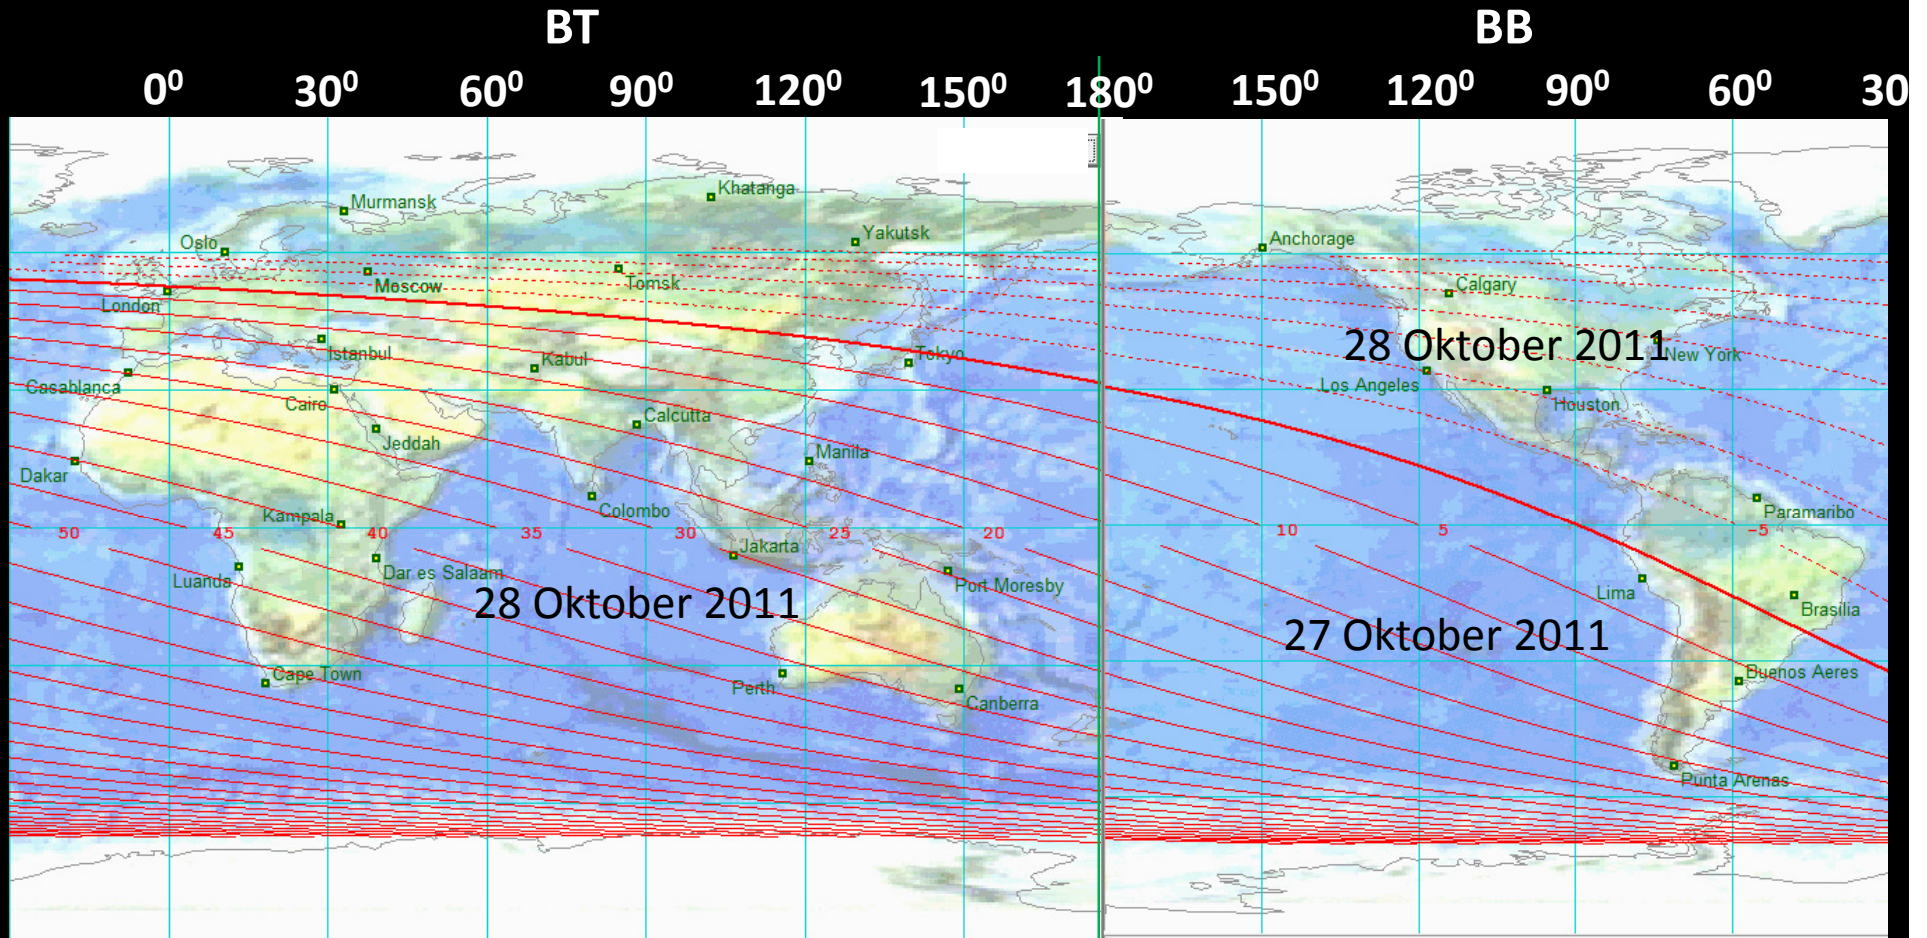 BT BB
0⁰ 30⁰ 60⁰ 90⁰ 120⁰ 150⁰ 180⁰ 150⁰ 120⁰ 90⁰ 60⁰ 30
Khatanga
Murmansk
Yakutsk
Oslo
Anchorage
Moscow
Tomsk
Calgary
London
28 Oktober 2011
Istanbul
Kabul
Tokyo
New York
Casablanca
Los Angeles
Cairo
Houston
Calcutta
Jeddah
Manila
Dakar
Colombo
Paramaribo
Kampala
50 45 40 35 30 25 20 10 5 -5
Jakarta
Luanda
Dar es Salaam
Port Moresby
Lima
28 Oktober 2011
Brasilia
27 Oktober 2011
Cape Town
Perth
Buenos Aeres
Canberra
Punta Arenas